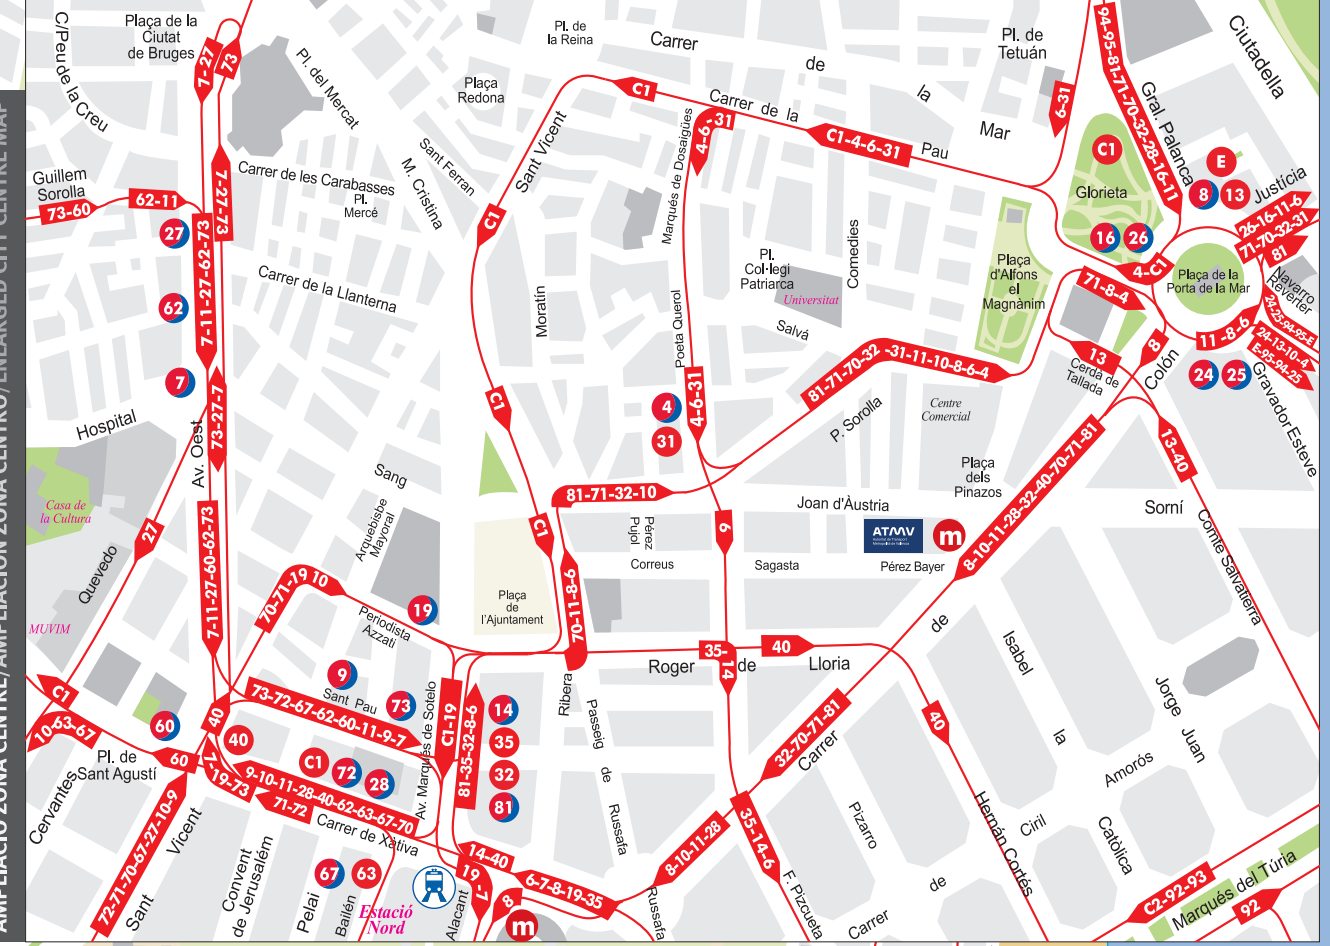 AMPLIACIÓ ZONA CENTRE/AMPLIACIÓN ZONA CENTRO/ENLARGED CITY CENTRE MAP
C/Peu de la Creu
Plaça de la
Ciutat
de Bruges
7-27
73
Pl. del Mercat
Pl. de
la Reina
Carrer
de
la
Mar
Pl. de
Tetuán
94-95-81-71-70-32-28-16-11
Gral. Palanca
Ciutadella
Plaça
Redona
C1
Carrer de la
Pau
4-6-31
C1-4-6-31
6-31
C1
Glorieta
E
8
13
Justícia
16
26
26-16-11-6
71-70-32-31
81
Guillem
Sorolla
73-60
62-11
7-27-73
27
Carrer de les Carabasses
Pl.
Mercé
Sant Ferran
M. Cristina
Sant Vicent
C1
Marqués de Dosaigües
Pl.
Col·legi
Patriarca
Universitat
Comedies
Salvá
Plaça
d'Alfons
el
Magnànim
4-C1
71-8-4
Plaça de la
Porta de la Mar
Navarro
Reverter
24-25-94-95-E
24-13-10-4
E-95-94-25
11-8-6
8
Colón
13
Cerdà de
Tallada
24
25
Gravador Esteve
7-11-27-62-73
62
7
Carrer de la Llanterna
Moratín
Poeta Querol
4-6-31
4
31
81-71-70-32-31-11-10-8-6-4
P. Sorolla
Centre
Comercial
C1
73-27-7
Av. Oest
Hospital
Casa de
la Cultura
27
Quevedo
MUVIM
7-11-27-60-62-73
Sang
Arquebisbe
Mayoral
70-71-19 10
Periodista
Azzati
19
C1
81-71-32-10
Pérez
Pujol
Correus
6
Sagasta
Joan d'Àustria
ATMV
m
Pérez Bayer
Plaça
dels
Pinazos
8-10-11-28-32-40-70-71-81
13-40
Sorní
Comte Salvatierra
Plaça
de
l'Ajuntament
70-11-8-6
Roger
de
Lloria
35-14
40
40
de
Isabel
la
Catòlica
Jorge
Juan
C1
10-63-67
60
Pl. de
Sant Agustí
60
40
40
9
Sant Pau
73
73-72-67-62-60-11-9-7
C1
72
28
C1-19
Av. Marqués de Sotelo
81-35-32-8-6
14
35
32
81
Ribera
Passeig
de
Russafa
32-70-71-81
Carrer
Hernán Cortés
Amorós
Ciril
Cervantes
72-71-70-67-27-10-9
Sant
Vicent
7-
19-73
71-72
9-10-11-28-40-62-63-67-70
Carrer de Xàtiva
Convent
de Jerusalém
Pelai
67
63
Bailén
Estació
Nord
14-40
19-7
Alacant
8
m
6-7-8-19-35
8-10-11-28
Russafa
35-14-6
F. Pizcueta
Pizarro
Carrer
de
C2-92-93
Marqués del Túria
92